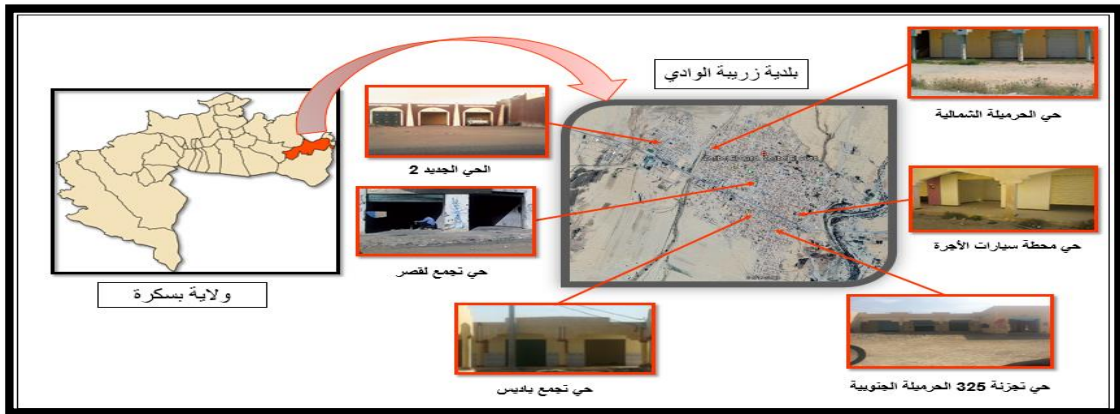 بلدية زريبة الوادي
حي الحرميلة الشمالية
الحي الجديد 2
حي محطة سيارات الأجرة
حي تجمع لقصر
ولاية بسكرة
حي تجزئة 325 الحرميلة الجنوبية
حي تجمع باديس